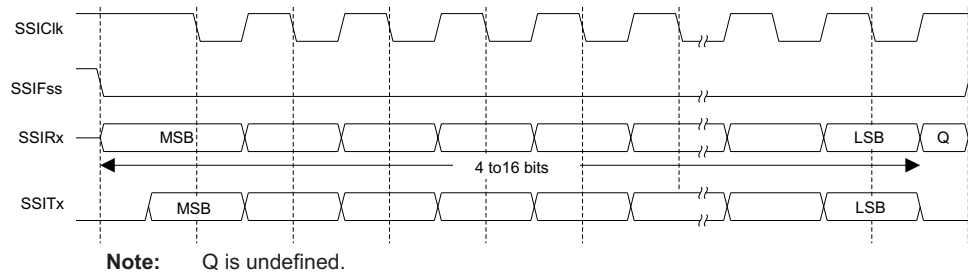 SSIClk
SSIFss
SSIRx MSB LSB Q
4 to16 bits
SSITx MSB LSB
Note: Q is undefined.